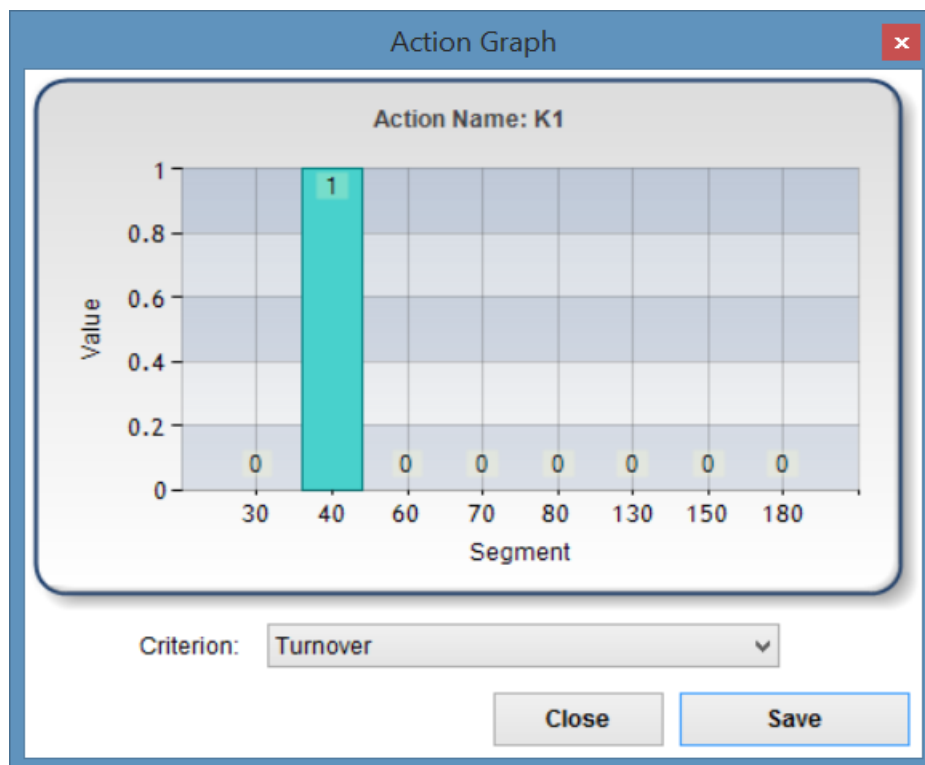 Action Graph
x
Action Name: K1
1
1
0.8
0.6
Value
0.4
0.2
0 0 0 0 0 0 0
0
30 40 60 70 80 130 150 180
Segment
Criterion: Turnover
Close Save